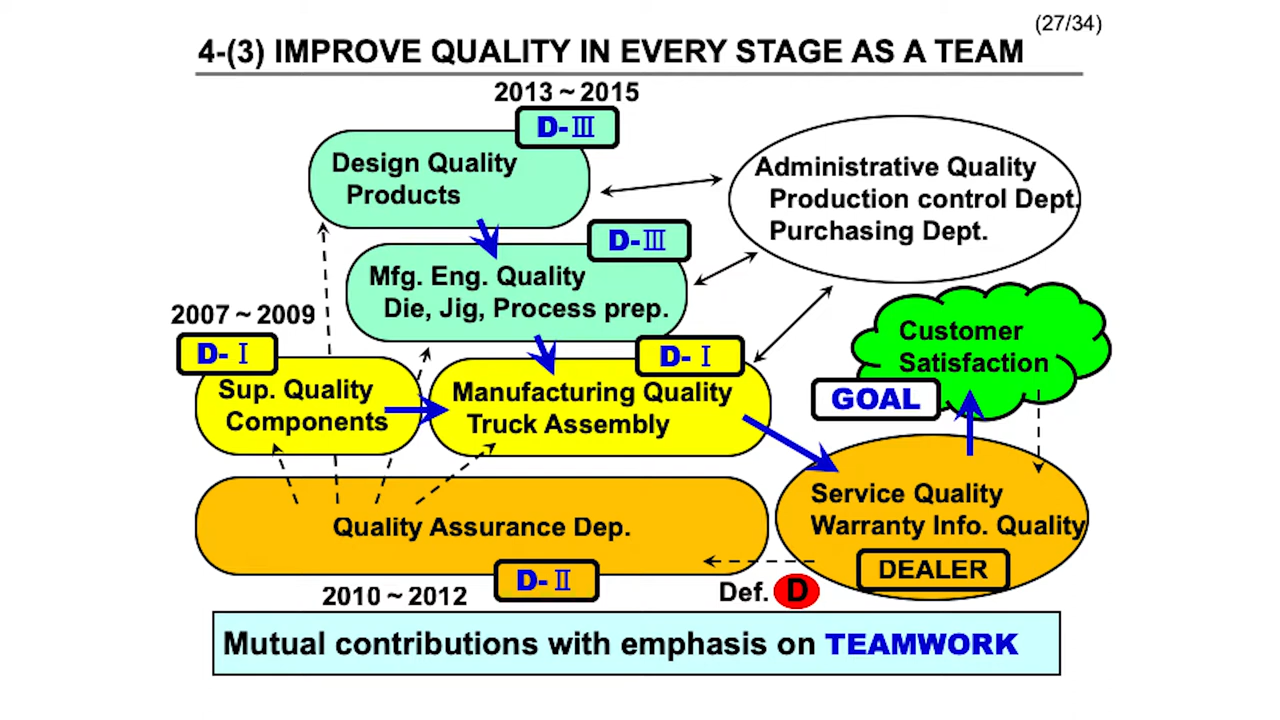 (27/34)
4-(3) IMPROVE QUALITY IN EVERY STAGE AS A TEAM
2013 ~ 2015
D-Ⅲ
Design Quality
Products
Administrative Quality
Production control Dept.
Purchasing Dept.
D-Ⅲ
Mfg. Eng. Quality
Die, Jig, Process prep.
2007 ~ 2009
D-Ⅰ
Sup. Quality
Components
D-Ⅰ
Manufacturing Quality
Truck Assembly
Customer
Satisfaction
GOAL
Service Quality
Warranty Info. Quality
DEALER
Quality Assurance Dep.
D-Ⅱ
2010 ~ 2012
Def. D
Mutual contributions with emphasis on TEAMWORK